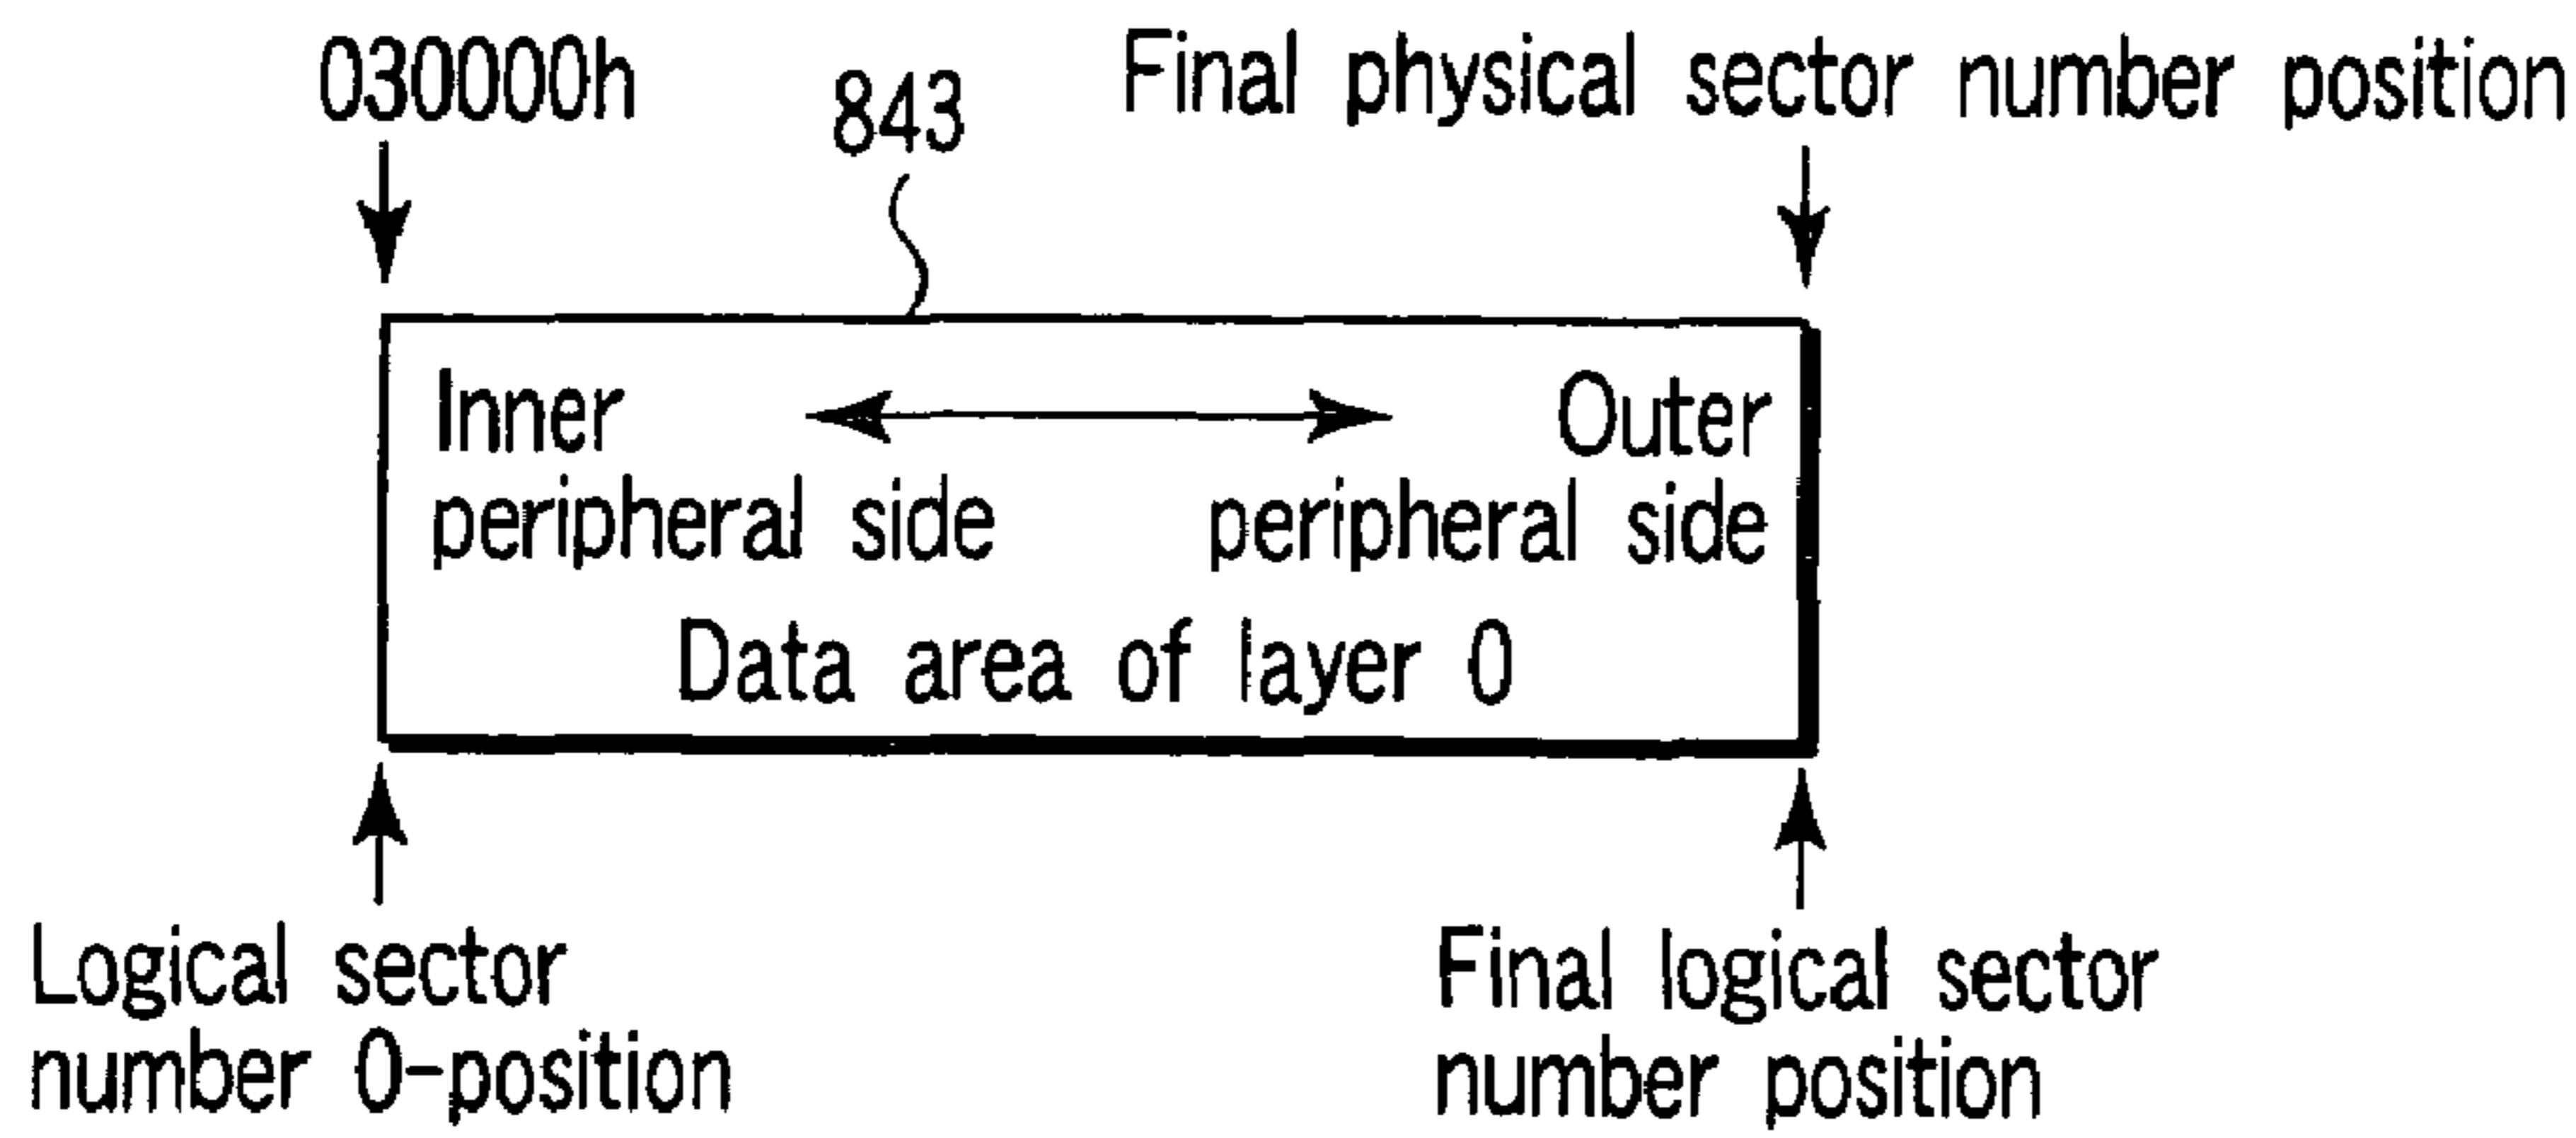 030000h
843
Final physical sector number position
Inner
peripheral side
Outer
peripheral side
Data area of layer 0
Logical sector
number 0-position
Final logical sector
number position